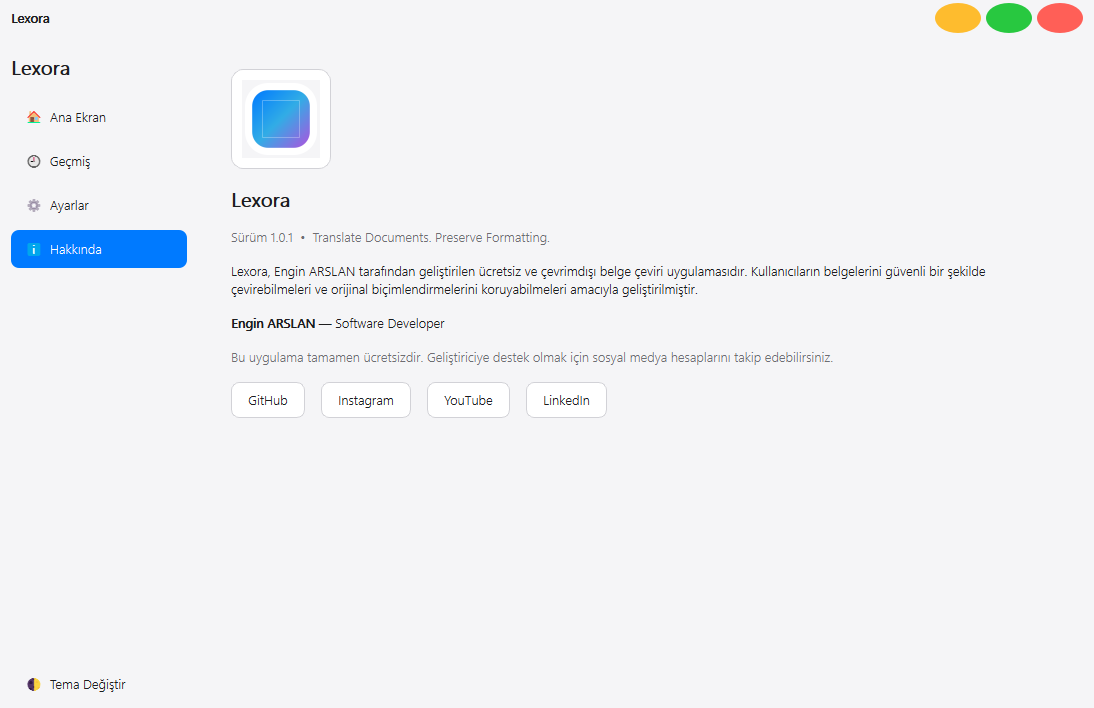 Lexora
Lexora
Ana Ekran
Geçmiş
Ayarlar
Hakkında
Lexora
Sürüm 1.0.1 • Translate Documents. Preserve Formatting.
Lexora, Engin ARSLAN tarafından geliştirilen ücretsiz ve çevrimdışı belge çeviri uygulamasıdır. Kullanıcıların belgelerini güvenli bir şekilde
çevirebilmeleri ve orijinal biçimlendirmelerini koruyabilmeleri amacıyla geliştirilmiştir.
Engin ARSLAN — Software Developer
Bu uygulama tamamen ücretsizdir. Geliştiriciye destek olmak için sosyal medya hesaplarını takip edebilirsiniz.
GitHub Instagram YouTube LinkedIn
Tema Değiştir